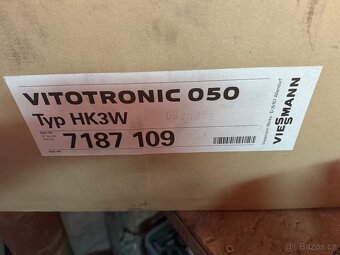 VITOTRONIC 050
Typ HK3W
7187 109
VIESMANN
Bazos.cz